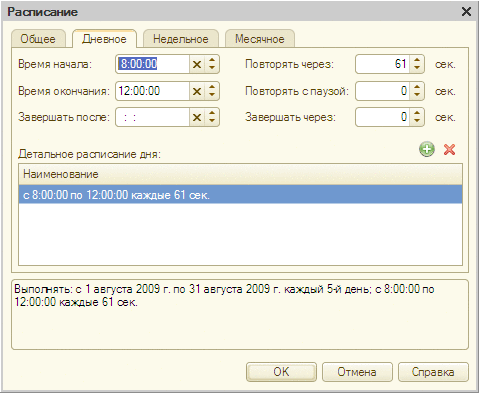 Расписание
Общее Дневное Недельное Месячное
Время начала: 8:00:00 Повторять через: 61 сек.
Время окончания: 12:00:00 Повторять с паузой: 0 сек.
Завершать после: : : Завершать через: 0 сек.
Детальное расписание дня:
Наименование
с 8:00:00 по 12:00:00 каждые 61 сек.
Выполнять: с 1 августа 2009 г. по 31 августа 2009 г. каждый 5-й день; с 8:00:00 по
12:00:00 каждые 61 сек.
OK Отмена Справка